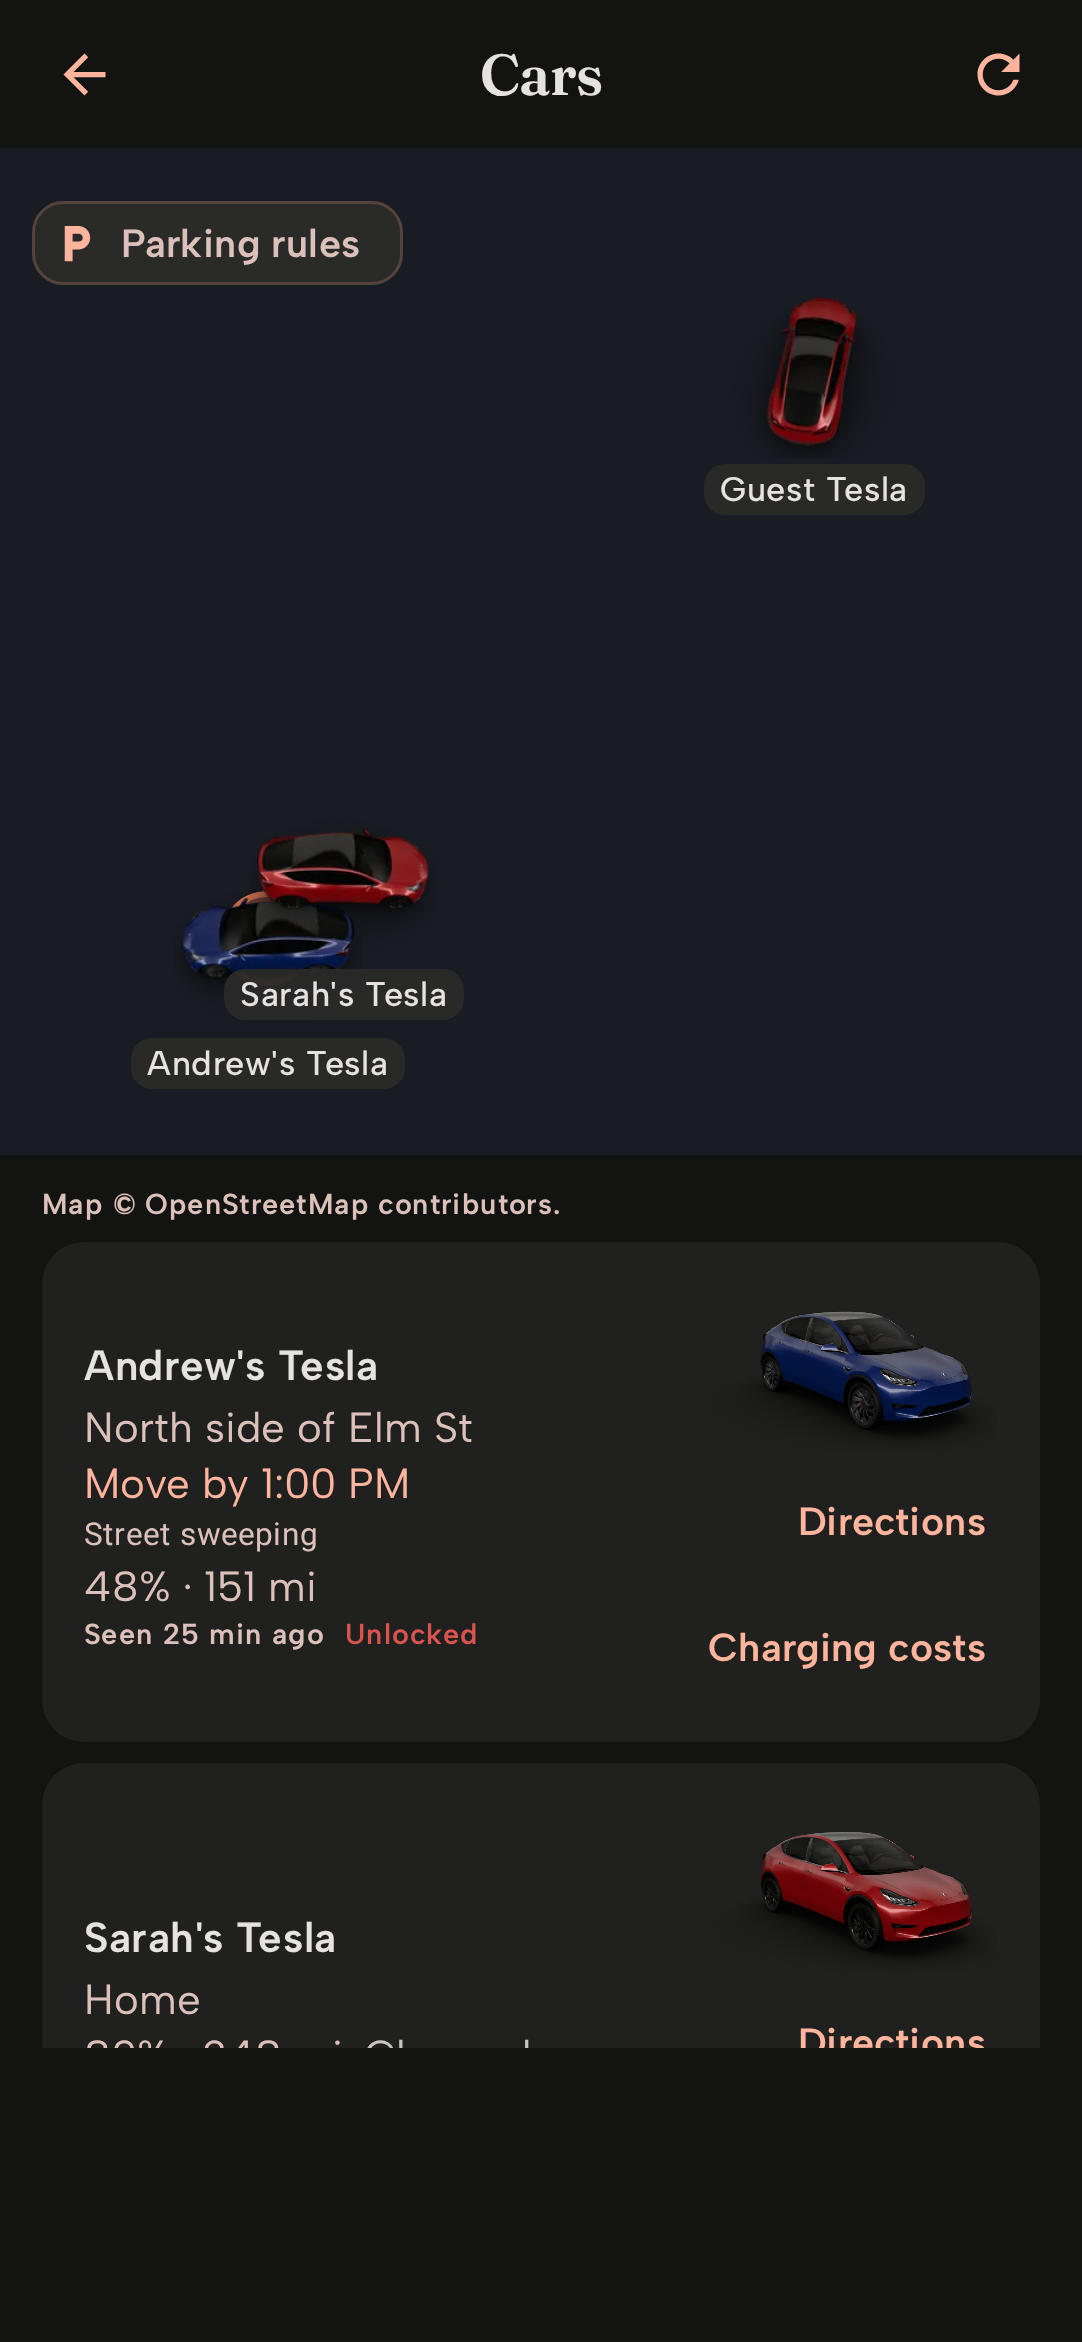 Cars
P Parking rules
Guest Tesla
Sarah's Tesla
Andrew's Tesla
Map © OpenStreetMap contributors.
Andrew's Tesla
North side of Elm St
Move by 1:00 PM
Street sweeping
Directions
48% · 151 mi
Seen 25 min ago Unlocked
Charging costs
Sarah's Tesla
Home
Directions